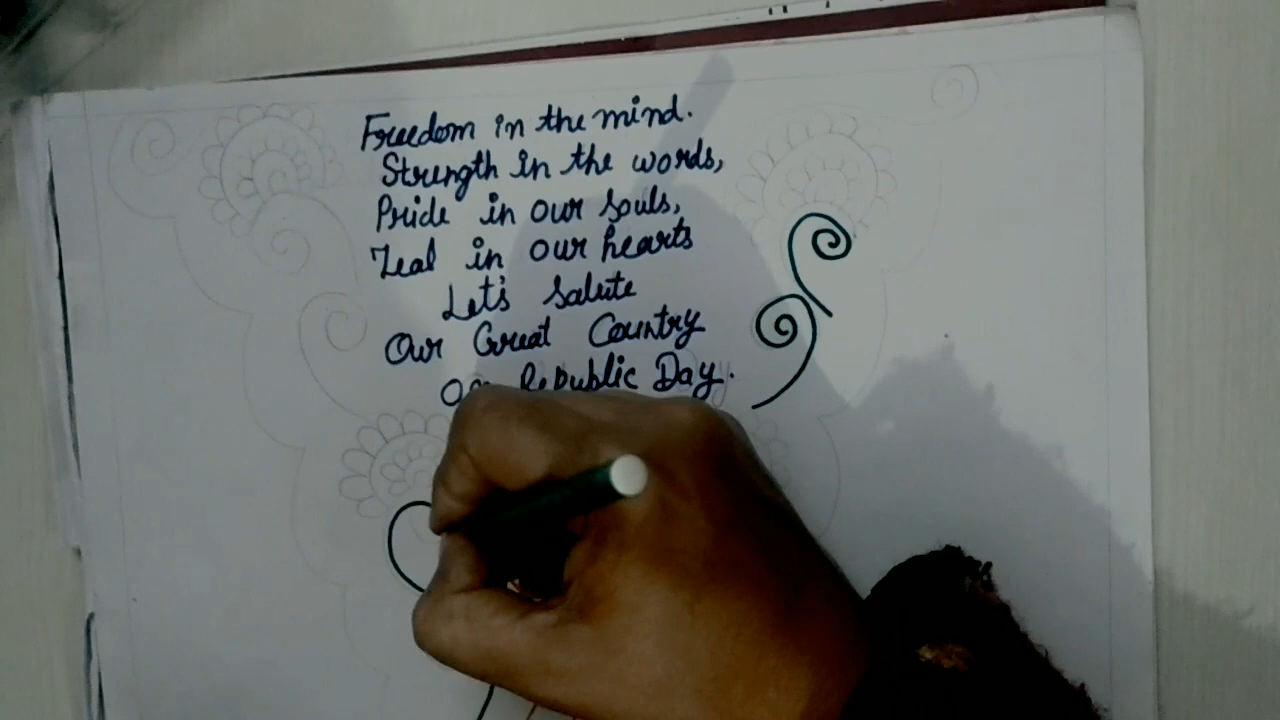 Freedom in the mind.
Strength in the words,
Pride in our souls,
Zeal in our hearts
Let's Salute
Our Great Country
On Republic Day.